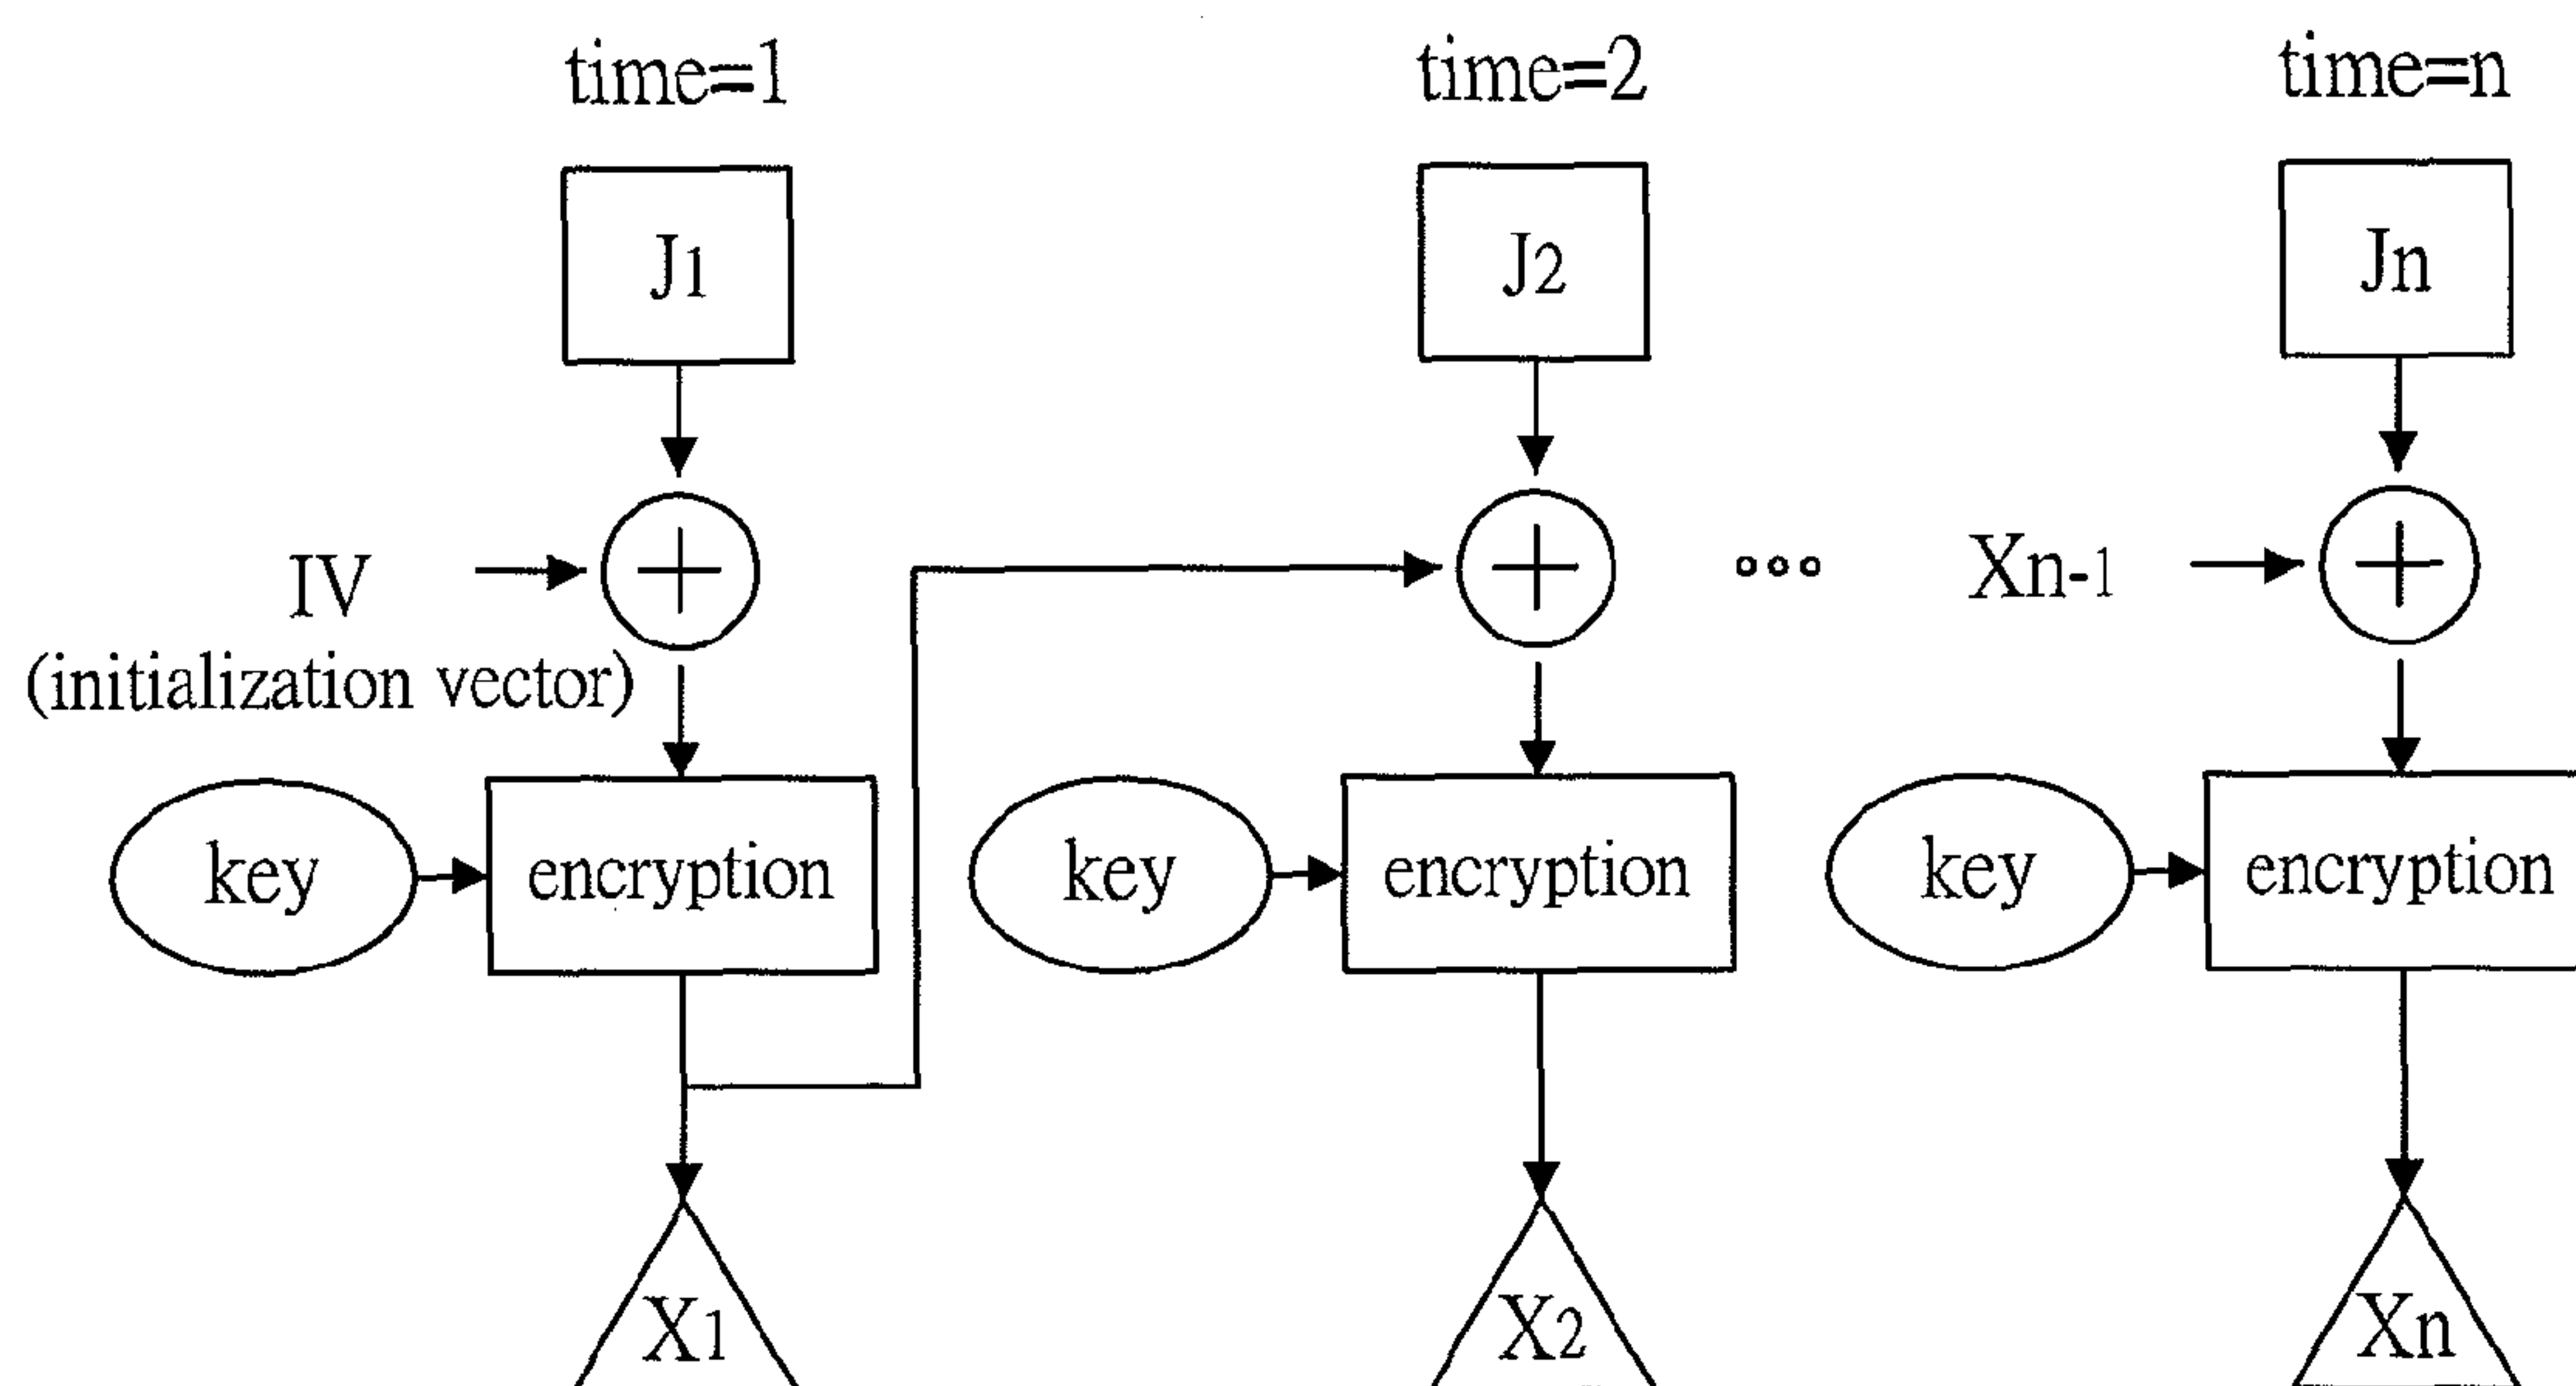 time=1 time=2 time=n
J1 J2 Jn
IV Xn-1
(initialization vector)
key encryption key encryption key encryption
X1 X2 Xn